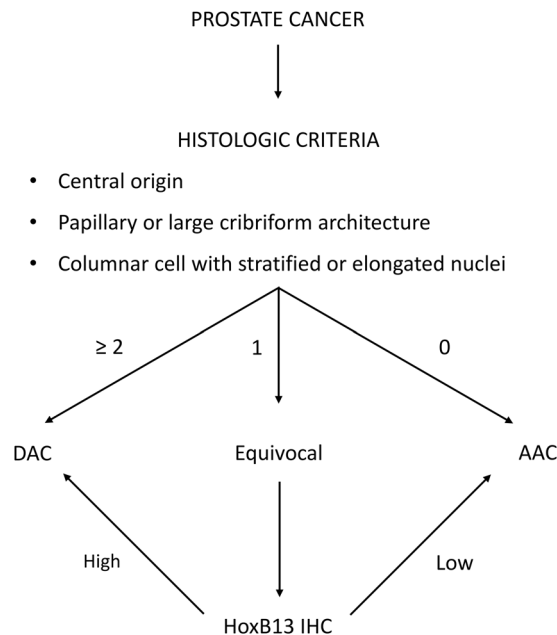 PROSTATE CANCER
HISTOLOGIC CRITERIA
• Central origin
• Papillary or large cribriform architecture
• Columnar cell with stratified or elongated nuclei
≥ 2
1
0
DAC
Equivocal
AAC
High
Low
HoxB13 IHC